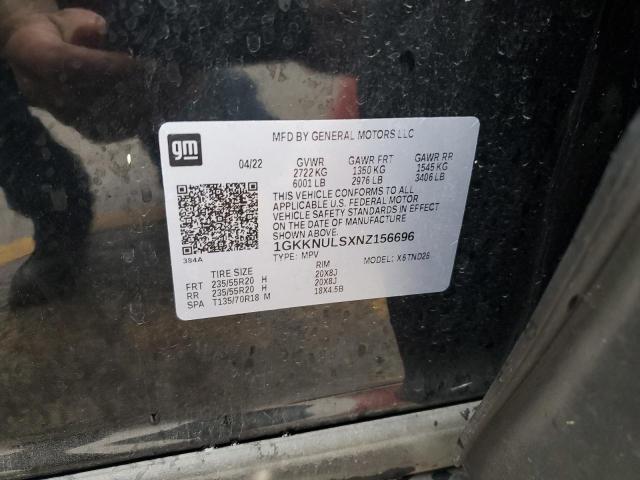 gm
MFD BY GENERAL MOTORS LLC
04/22 GVWR GAWR FRT GAWR RR
2722 KG 1350 KG 1545 KG
6001 LB 2976 LB 3406 LB
THIS VEHICLE CONFORMS TO ALL
APPLICABLE U.S. FEDERAL MOTOR
VEHICLE SAFETY STANDARDS IN EFFECT
ON THE DATE OF MANUFACTURE
SHOWN ABOVE.
1GKKNULSXNZ156696
TYPE: MPV MODEL: X6TND26
384A
TIRE SIZE RIM
FRT 235/55R20 H 20X8J
RR 235/55R20 H 20X8J
SPA T135/70R18 M 18X4.5B